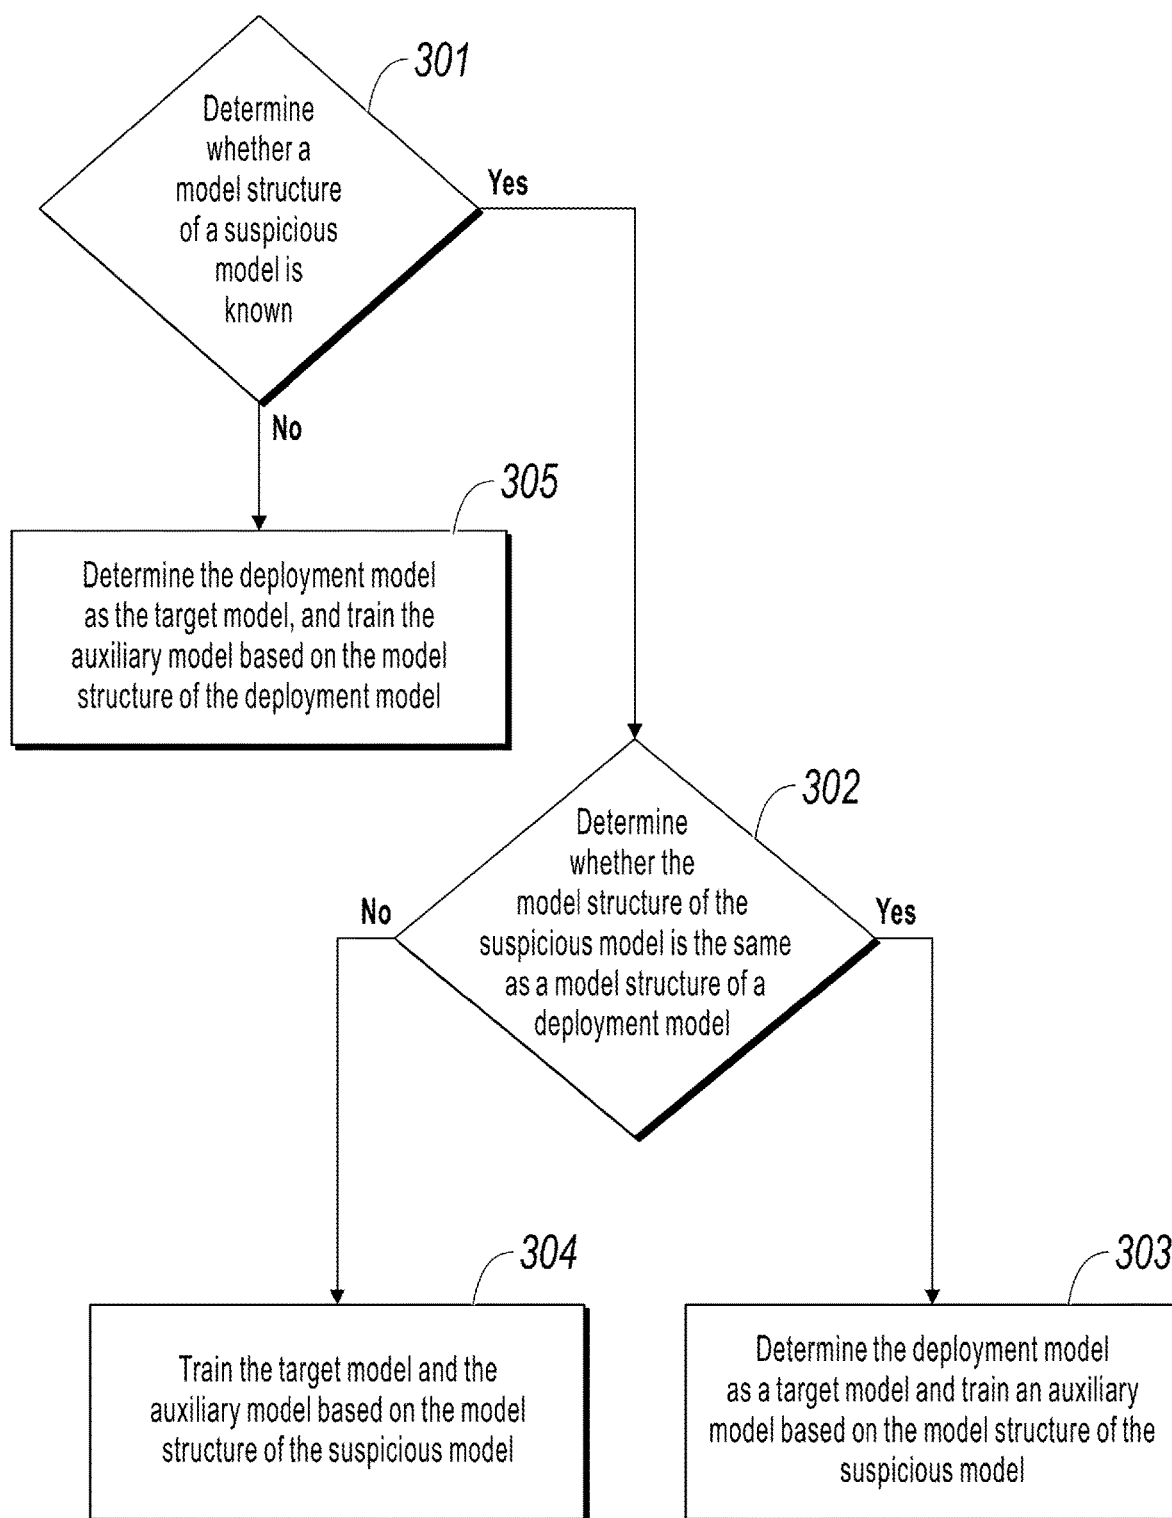 301
Determine
whether a
model structure
of a suspicious
model is
known
Yes
No
305
Determine the deployment model
as the target model, and train the
auxiliary model based on the model
structure of the deployment model
302
Determine
whether the
model structure of the
suspicious model is the same
as a model structure of a
deployment model
No
Yes
304
Train the target model and the
auxiliary model based on the model
structure of the suspicious model
303
Determine the deployment model
as a target model and train an auxiliary
model based on the model structure of the
suspicious model